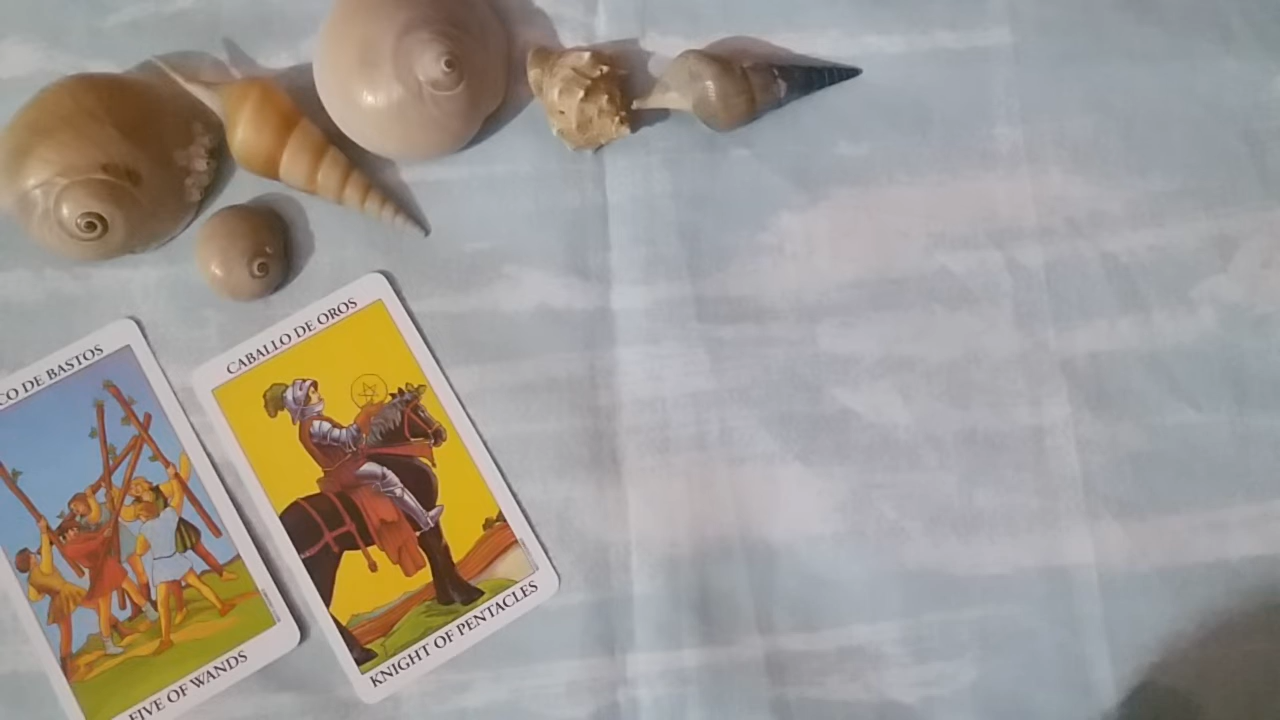 CO DE BASTOS
FIVE OF WANDS
CABALLO DE OROS
KNIGHT OF PENTACLES